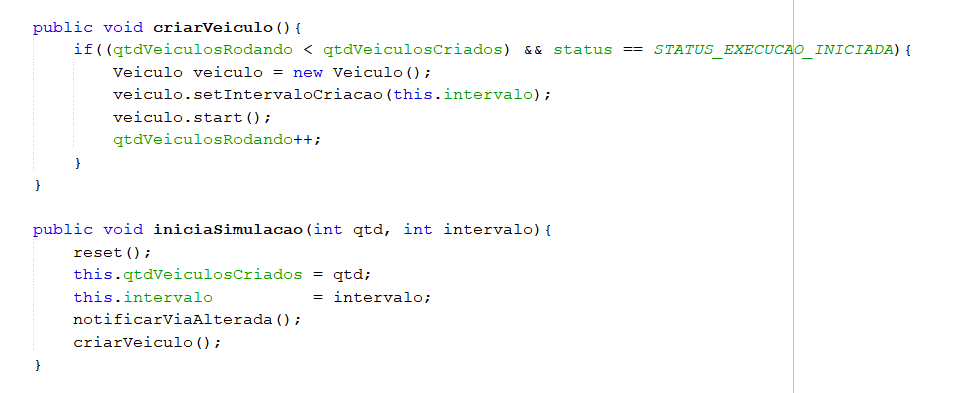 public void criarVeiculo(){
    if((qtdVeiculosRodando < qtdVeiculosCriados) && status == STATUS_EXECUCAO_INICIADA){
        Veiculo veiculo = new Veiculo();
        veiculo.setIntervaloCriacao(this.intervalo);
        veiculo.start();
        qtdVeiculosRodando++;
    }
}

public void iniciaSimulacao(int qtd, int intervalo){
    reset();
    this.qtdVeiculosCriados = qtd;
    this.intervalo          = intervalo;
    notificarViaAlterada();
    criarVeiculo();
}